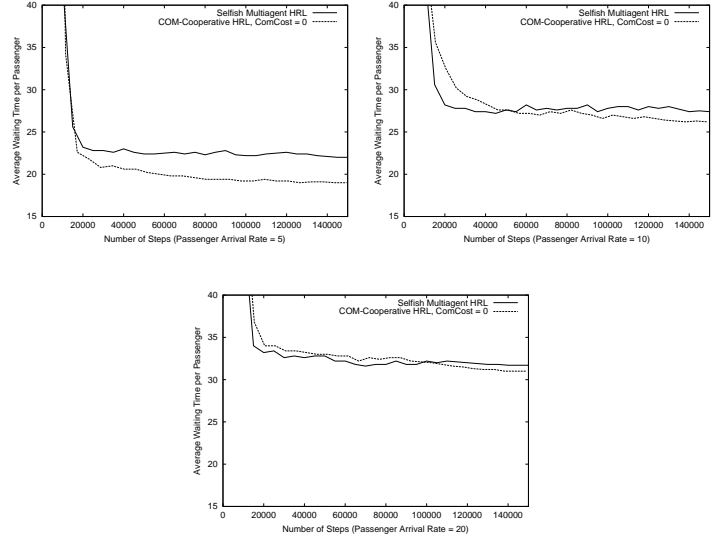 Selfish Multiagent HRL
COM-Cooperative HRL, ComCost = 0
Average Waiting Time per Passenger
40
35
30
25
20
15
0 20000 40000 60000 80000 100000 120000 140000
Number of Steps (Passenger Arrival Rate = 5)
Selfish Multiagent HRL
COM-Cooperative HRL, ComCost = 0
Average Waiting Time per Passenger
40
35
30
25
20
15
0 20000 40000 60000 80000 100000 120000 140000
Number of Steps (Passenger Arrival Rate = 10)
Selfish Multiagent HRL
COM-Cooperative HRL, ComCost = 0
Average Waiting Time per Passenger
40
35
30
25
20
15
0 20000 40000 60000 80000 100000 120000 140000
Number of Steps (Passenger Arrival Rate = 20)